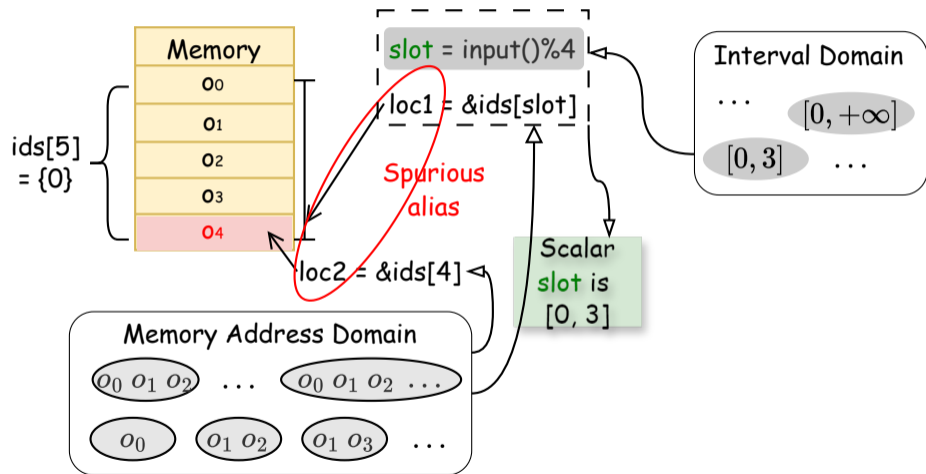 Memory
o0
o1
o2
o3
o4
ids[5]
= {0}
slot = input()%4
loc1 = &ids[slot]
Spurious
alias
loc2 = &ids[4]
Interval Domain
...
[0, +∞]
[0, 3]
...
Scalar
slot is
[0, 3]
Memory Address Domain
o0 o1 o2
...
o0 o1 o2 ...
o0
o1 o2
o1 o3
...